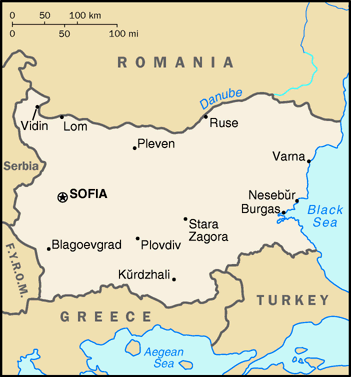 0 50 100 km
0 50 100 mi
ROMANIA
Danube
Vidin
Lom
Ruse
Pleven
Varna
Serbia
SOFIA
Nesebŭr
Burgas
Black
Sea
Stara
Zagora
Blagoevgrad
Plovdiv
F.Y.R.O.M.
Kŭrdzhali
TURKEY
GREECE
Aegean
Sea